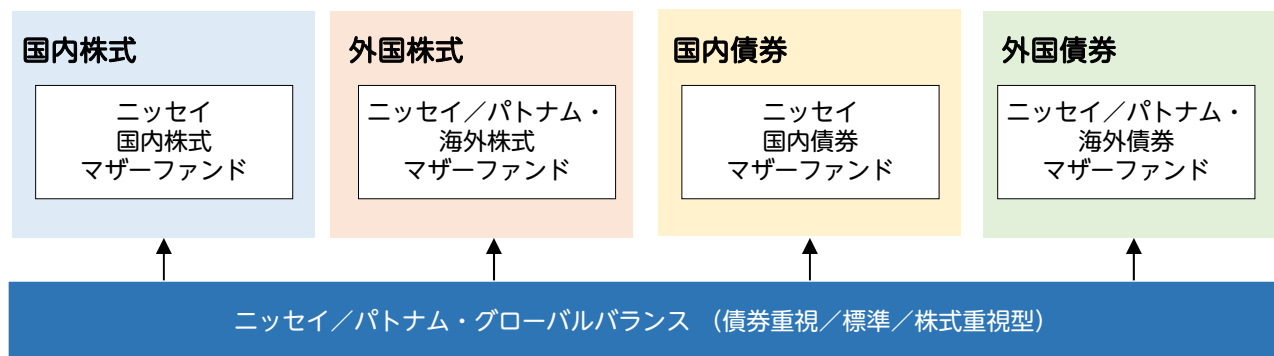 国内株式
ニッセイ
国内株式
マザーファンド
外国株式
ニッセイ／パトナム・
海外株式
マザーファンド
国内債券
ニッセイ
国内債券
マザーファンド
外国債券
ニッセイ／パトナム・
海外債券
マザーファンド
ニッセイ／パトナム・グローバルバランス （債券重視／標準／株式重視型）